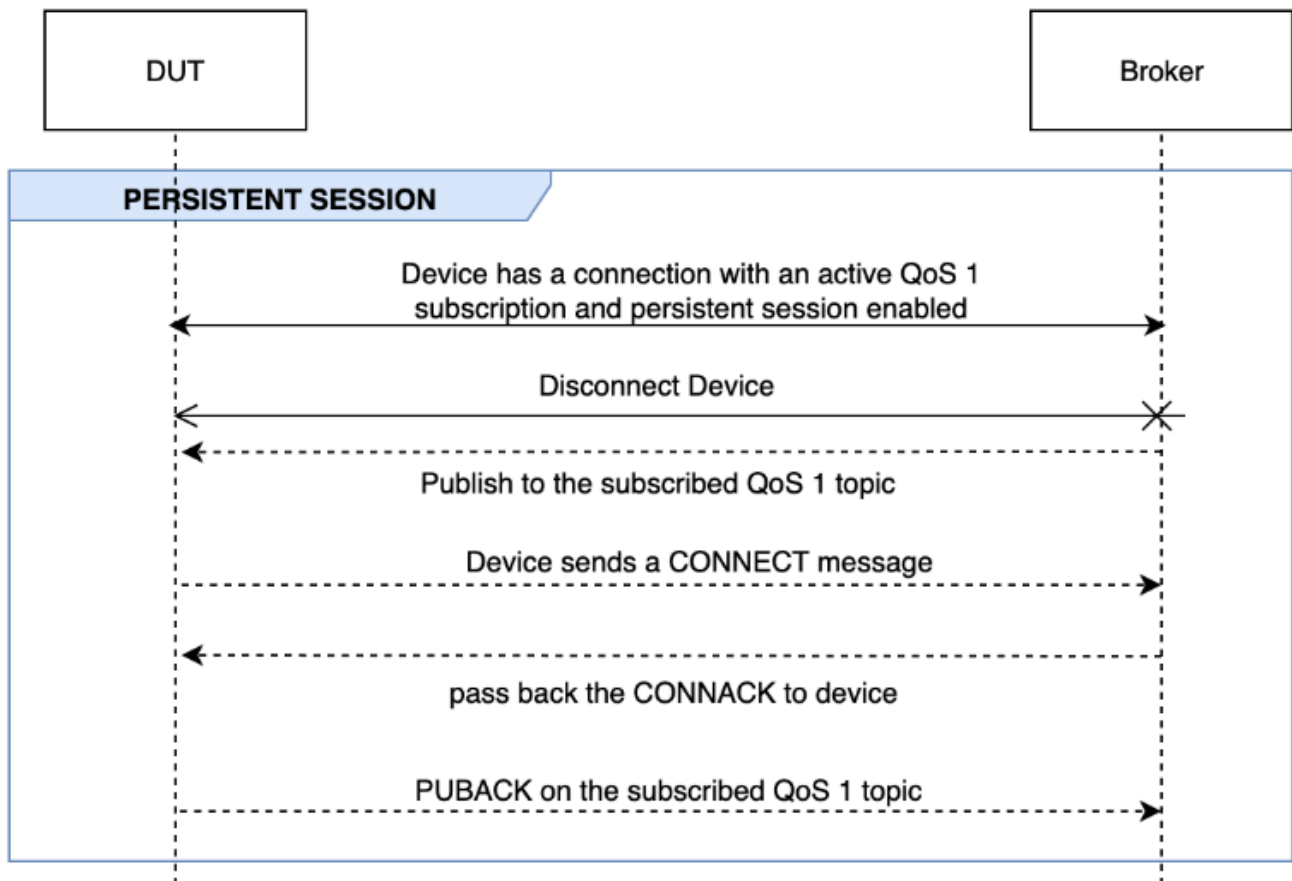 DUT
Broker
PERSISTENT SESSION
Device has a connection with an active QoS 1
subscription and persistent session enabled
Disconnect Device
Publish to the subscribed QoS 1 topic
Device sends a CONNECT message
pass back the CONNACK to device
PUBACK on the subscribed QoS 1 topic